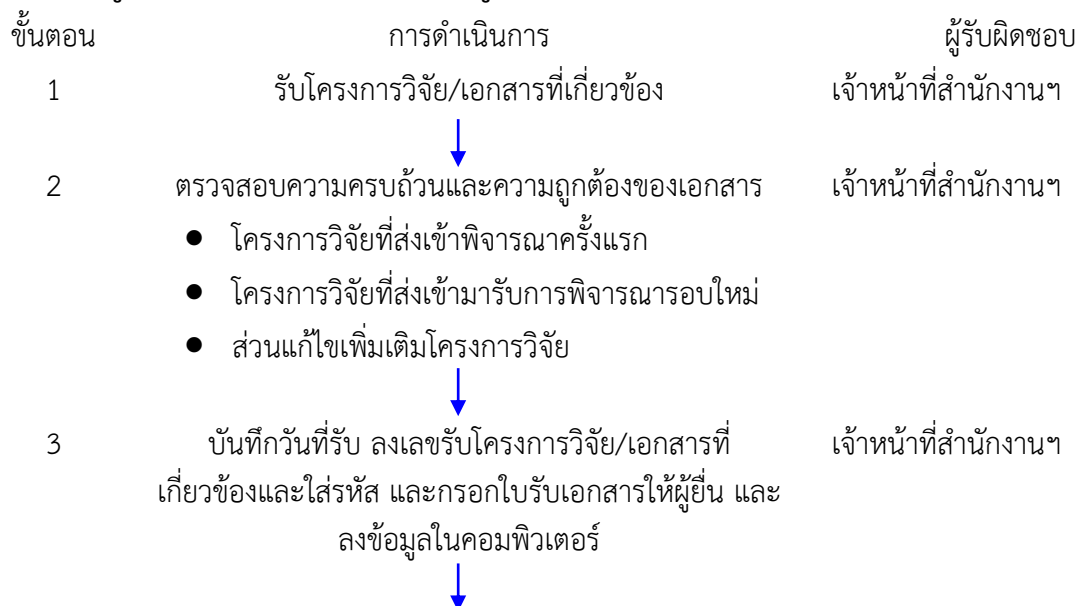 ขั้นตอน การดำเนินการ ผู้รับผิดชอบ
1 รับโครงการวิจัย/เอกสารที่เกี่ยวข้อง เจ้าหน้าที่สำนักงานฯ
2 ตรวจสอบความครบถ้วนและความถูกต้องของเอกสาร เจ้าหน้าที่สำนักงานฯ
● โครงการวิจัยที่ส่งเข้าพิจารณาครั้งแรก
● โครงการวิจัยที่ส่งเข้ามารับการพิจารณารอบใหม่
● ส่วนแก้ไขเพิ่มเติมโครงการวิจัย
3 บันทึกวันที่รับ ลงเลขรับโครงการวิจัย/เอกสารที่ เจ้าหน้าที่สำนักงานฯ
เกี่ยวข้องและใส่รหัส และกรอกใบรับเอกสารให้ผู้ยื่น และ
ลงข้อมูลในคอมพิวเตอร์